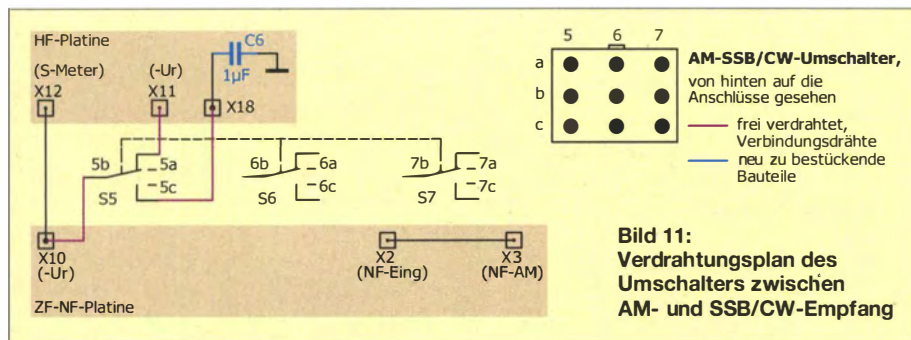 HF-Platine
(S-Meter)
X12
(-Ur)
X11
X18
C6
1µF
5b
5a
5c
S5
6b
6a
6c
S6
7b
7a
7c
S7
X10
(-Ur)
X2
(NF-Eing)
X3
(NF-AM)
ZF-NF-Platine
5 6 7
a
b
c
AM-SSB/CW-Umschalter,
von hinten auf die
Anschlüsse gesehen
frei verdrahtet,
Verbindungsdrähte
neu zu bestückende
Bauteile
Bild 11:
Verdrahtungsplan des
Umschalters zwischen
AM- und SSB/CW-Empfang